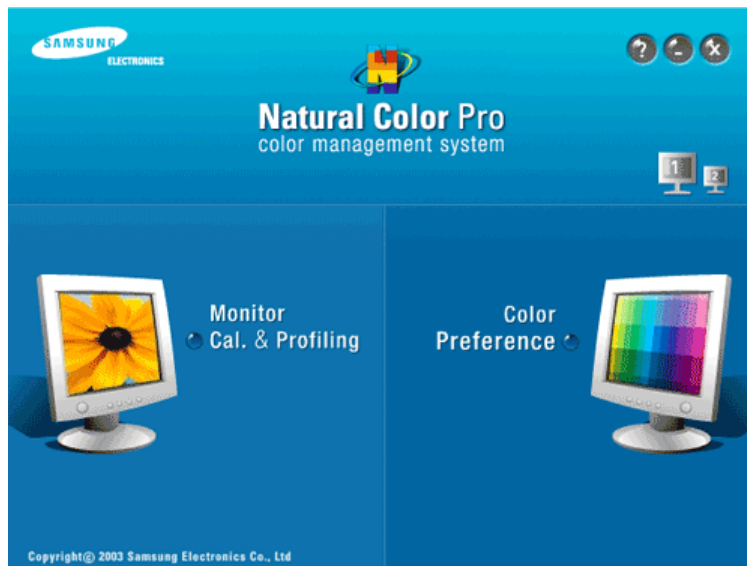 SAMSUNG
ELECTRONICS
N
Natural Color Pro
color management system
? - x
1 2
Monitor
Cal. & Profiling
Color
Preference
Copyright© 2003 Samsung Electronics Co., Ltd